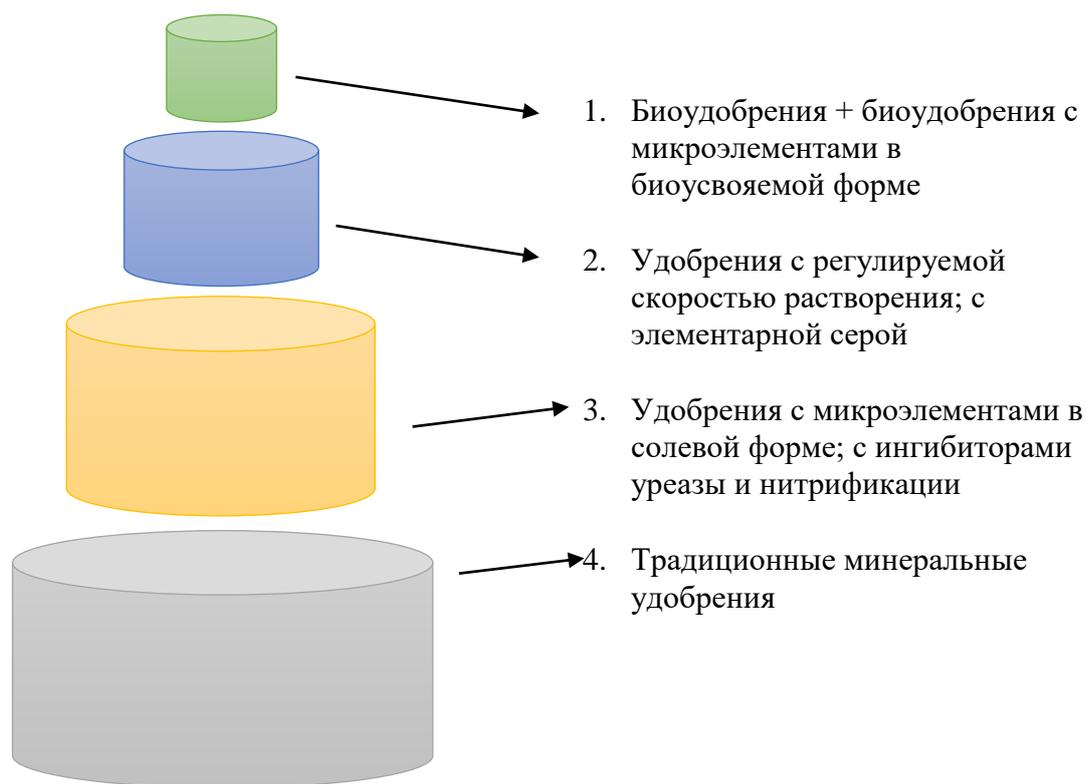 1. Биоудобрения + биоудобрения с
микроэлементами в
биоусвояемой форме
2. Удобрения с регулируемой
скоростью растворения; с
элементарной серой
3. Удобрения с микроэлементами в
солевой форме; с ингибиторами
уреазы и нитрификации
4. Традиционные минеральные
удобрения